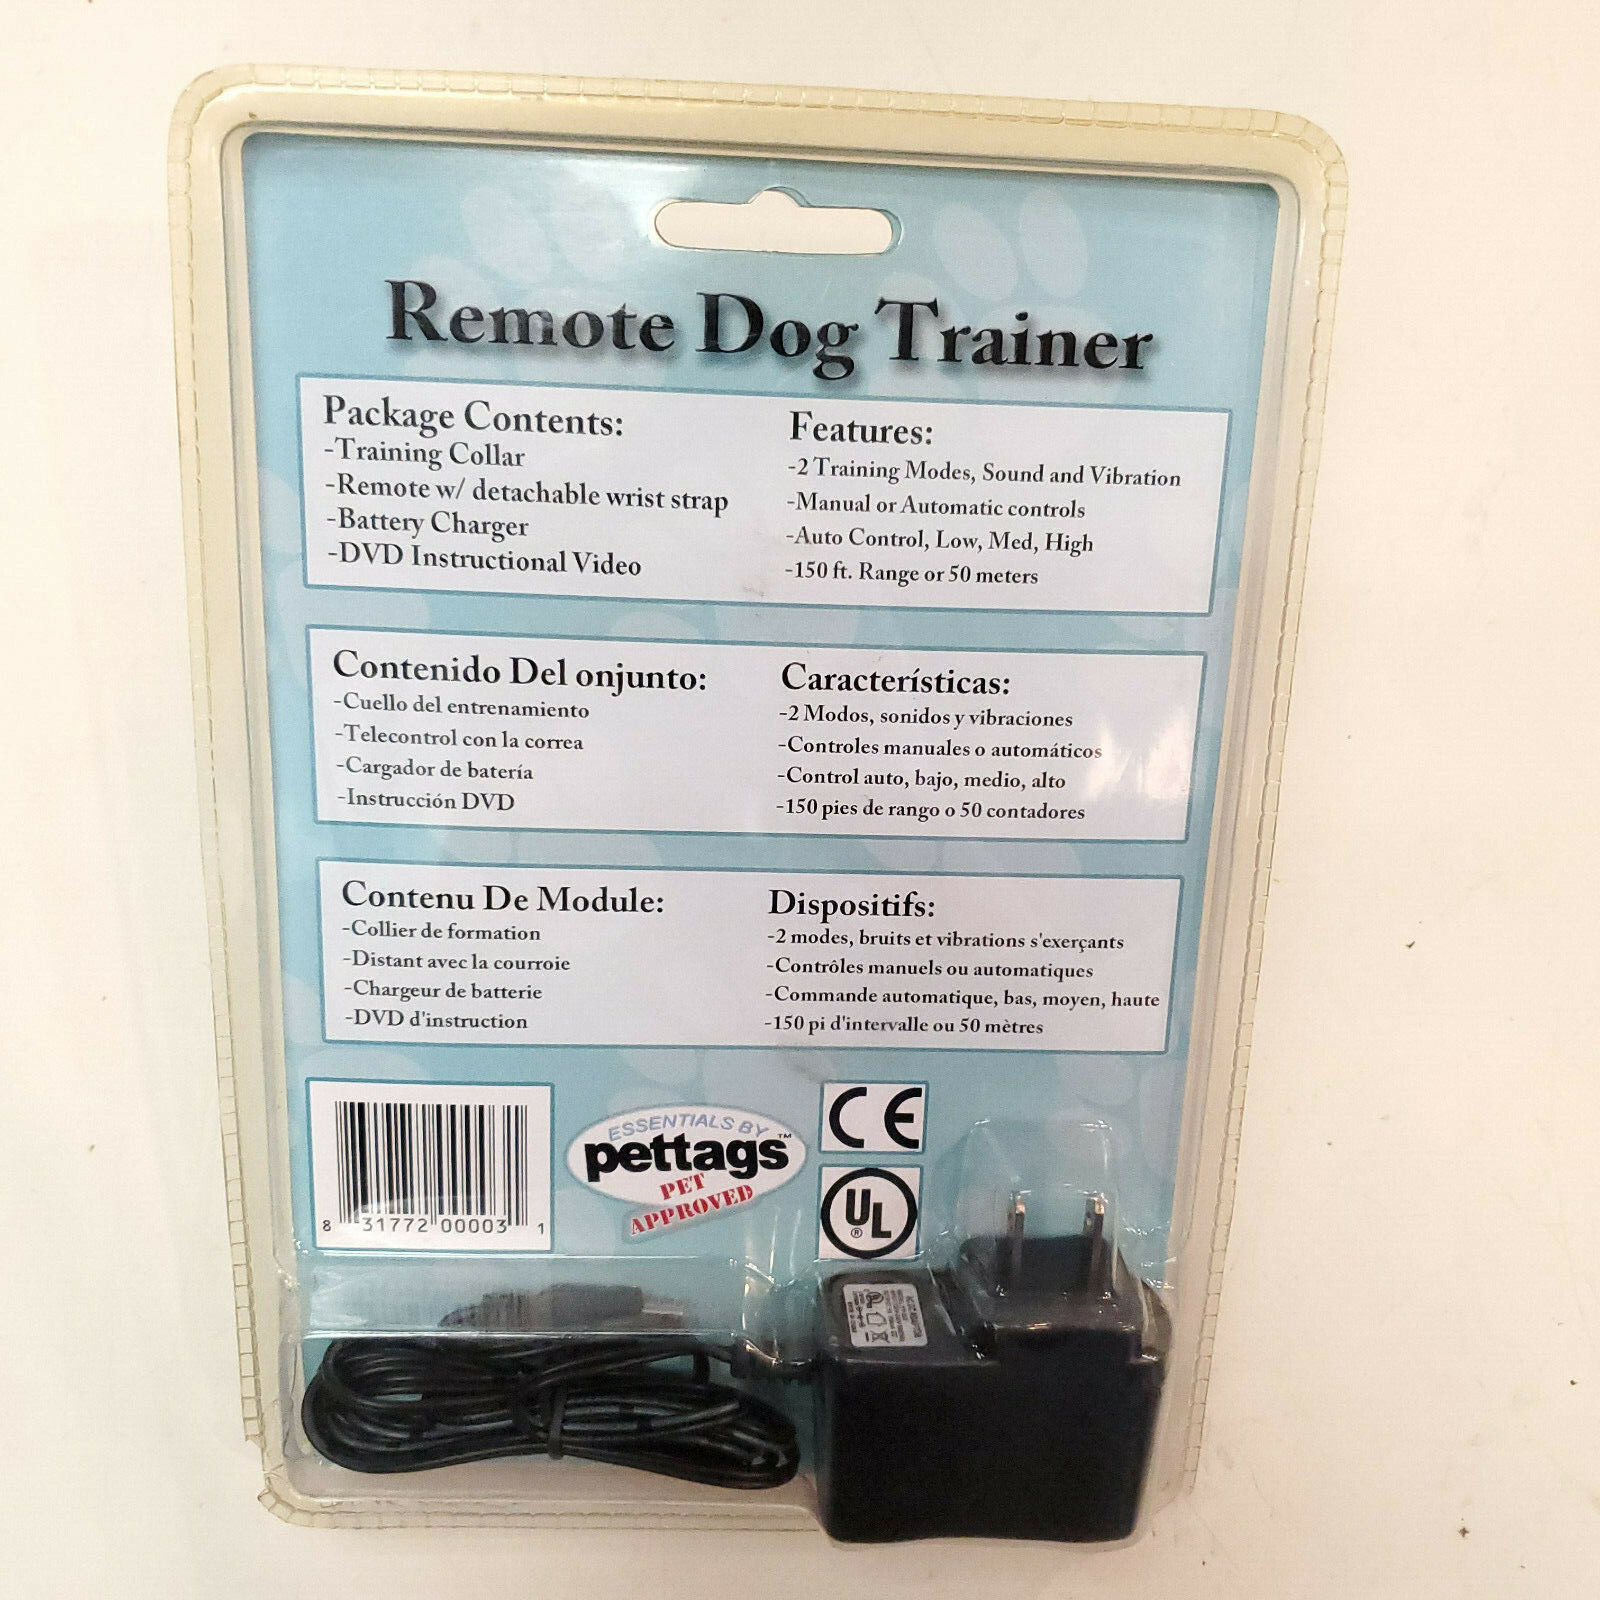 Remote Dog Trainer
Package Contents:
-Training Collar
-Remote w/ detachable wrist strap
-Battery Charger
-DVD Instructional Video
Features:
-2 Training Modes, Sound and Vibration
-Manual or Automatic controls
-Auto Control, Low, Med, High
-150 ft. Range or 50 meters
Contenido Del onjunto:
-Cuello del entrenamiento
-Telecontrol con la correa
-Cargador de batería
-Instrucción DVD
Características:
-2 Modos, sonidos y vibraciones
-Controles manuales o automáticos
-Control auto, bajo, medio, alto
-150 pies de rango o 50 contadores
Contenu De Module:
-Collier de formation
-Distant avec la courroie
-Chargeur de batterie
-DVD d'instruction
Dispositifs:
-2 modes, bruits et vibrations s'exerçants
-Contrôles manuels ou automatiques
-Commande automatique, bas, moyen, haute
-150 pi d'intervalle ou 50 mètres
8 31772 00003 1
ESSENTIALS BY
pettags™
PET
APPROVED
CE
UL
®